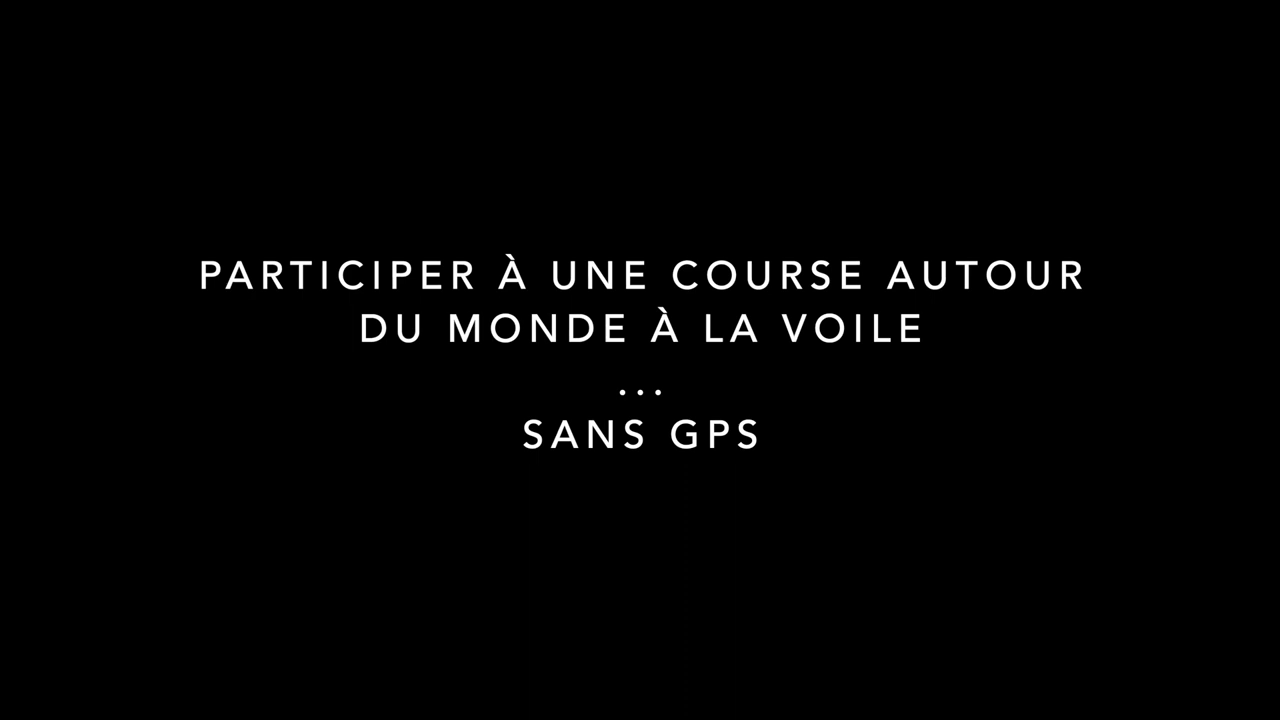 PARTICIPER À UNE COURSE AUTOUR
DU MONDE À LA VOILE
...
SANS GPS